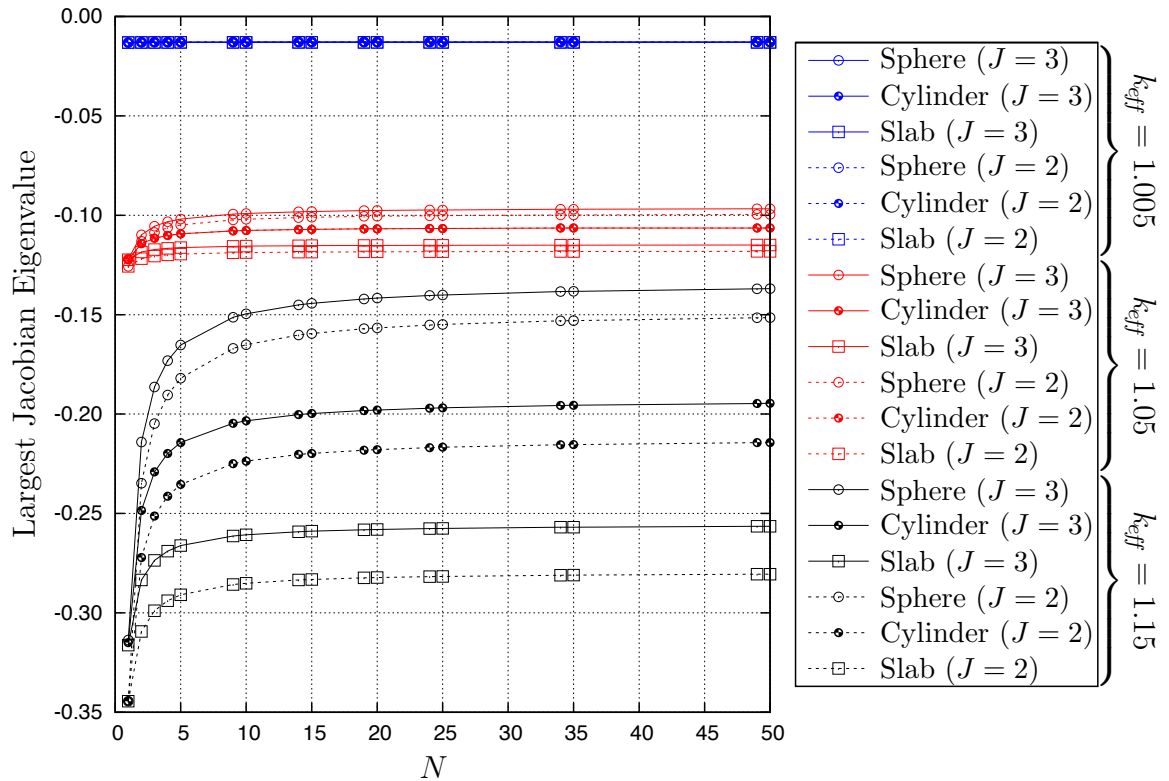 0.00
-0.05
-0.10
-0.15
-0.20
-0.25
-0.30
-0.35
0 5 10 15 20 25 30 35 40 45 50
Largest Jacobian Eigenvalue
N
Sphere (J = 3)
Cylinder (J = 3)
Slab (J = 3)
Sphere (J = 2)
Cylinder (J = 2)
Slab (J = 2)
k_eff = 1.005
Sphere (J = 3)
Cylinder (J = 3)
Slab (J = 3)
Sphere (J = 2)
Cylinder (J = 2)
Slab (J = 2)
k_eff = 1.05
Sphere (J = 3)
Cylinder (J = 3)
Slab (J = 3)
Sphere (J = 2)
Cylinder (J = 2)
Slab (J = 2)
k_eff = 1.15